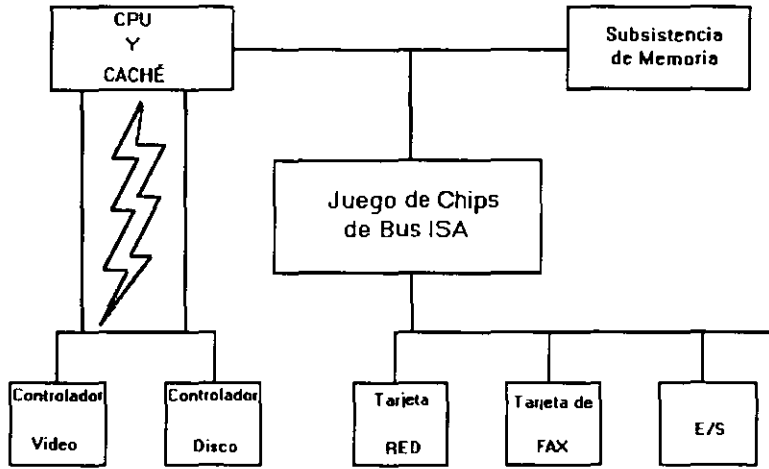 CPU
Y
CACHÉ
Subsistencia
de Memoria
Juego de Chips
de Bus ISA
Controlador
Video
Controlador
Disco
Tarjeta
RED
Tarjeta de
FAX
E/S